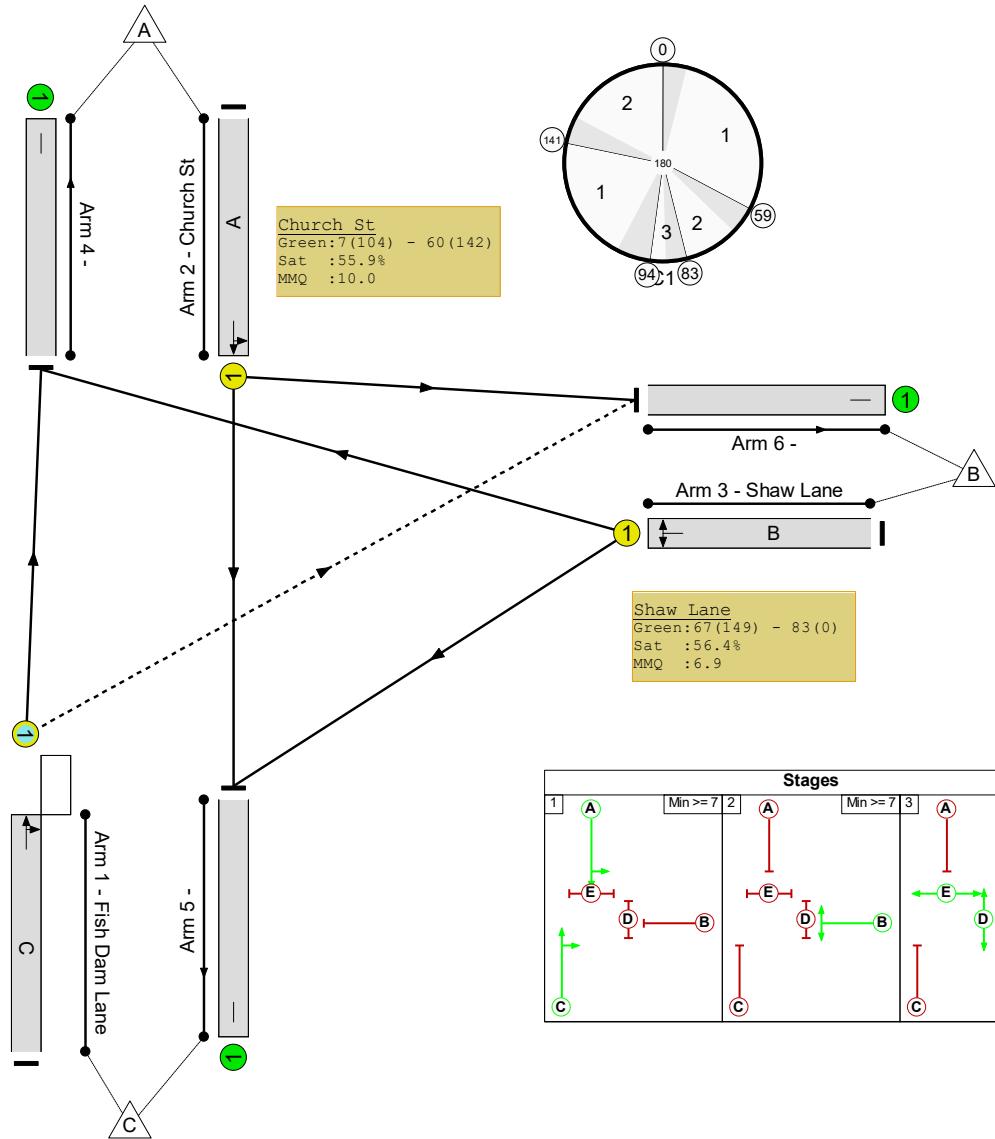 A
0
1
2
1
141
180
2
1
3
59
2
94
C1
83
Arm 4 -
Arm 2 - Church St
A
Church St
Green:7(104) - 60(142)
Sat :55.9%
MMQ :10.0
1
1
Arm 6 -
B
Arm 3 - Shaw Lane
1
B
Shaw Lane
Green:67(149) - 83(0)
Sat :56.4%
MMQ :6.9
1
C
Arm 1 - Fish Dam Lane
Arm 5 -
1
C
Stages
1
Min >= 7
2
Min >= 7
3
A
A
A
E
E
E
D
B
D
B
D
C
C
C